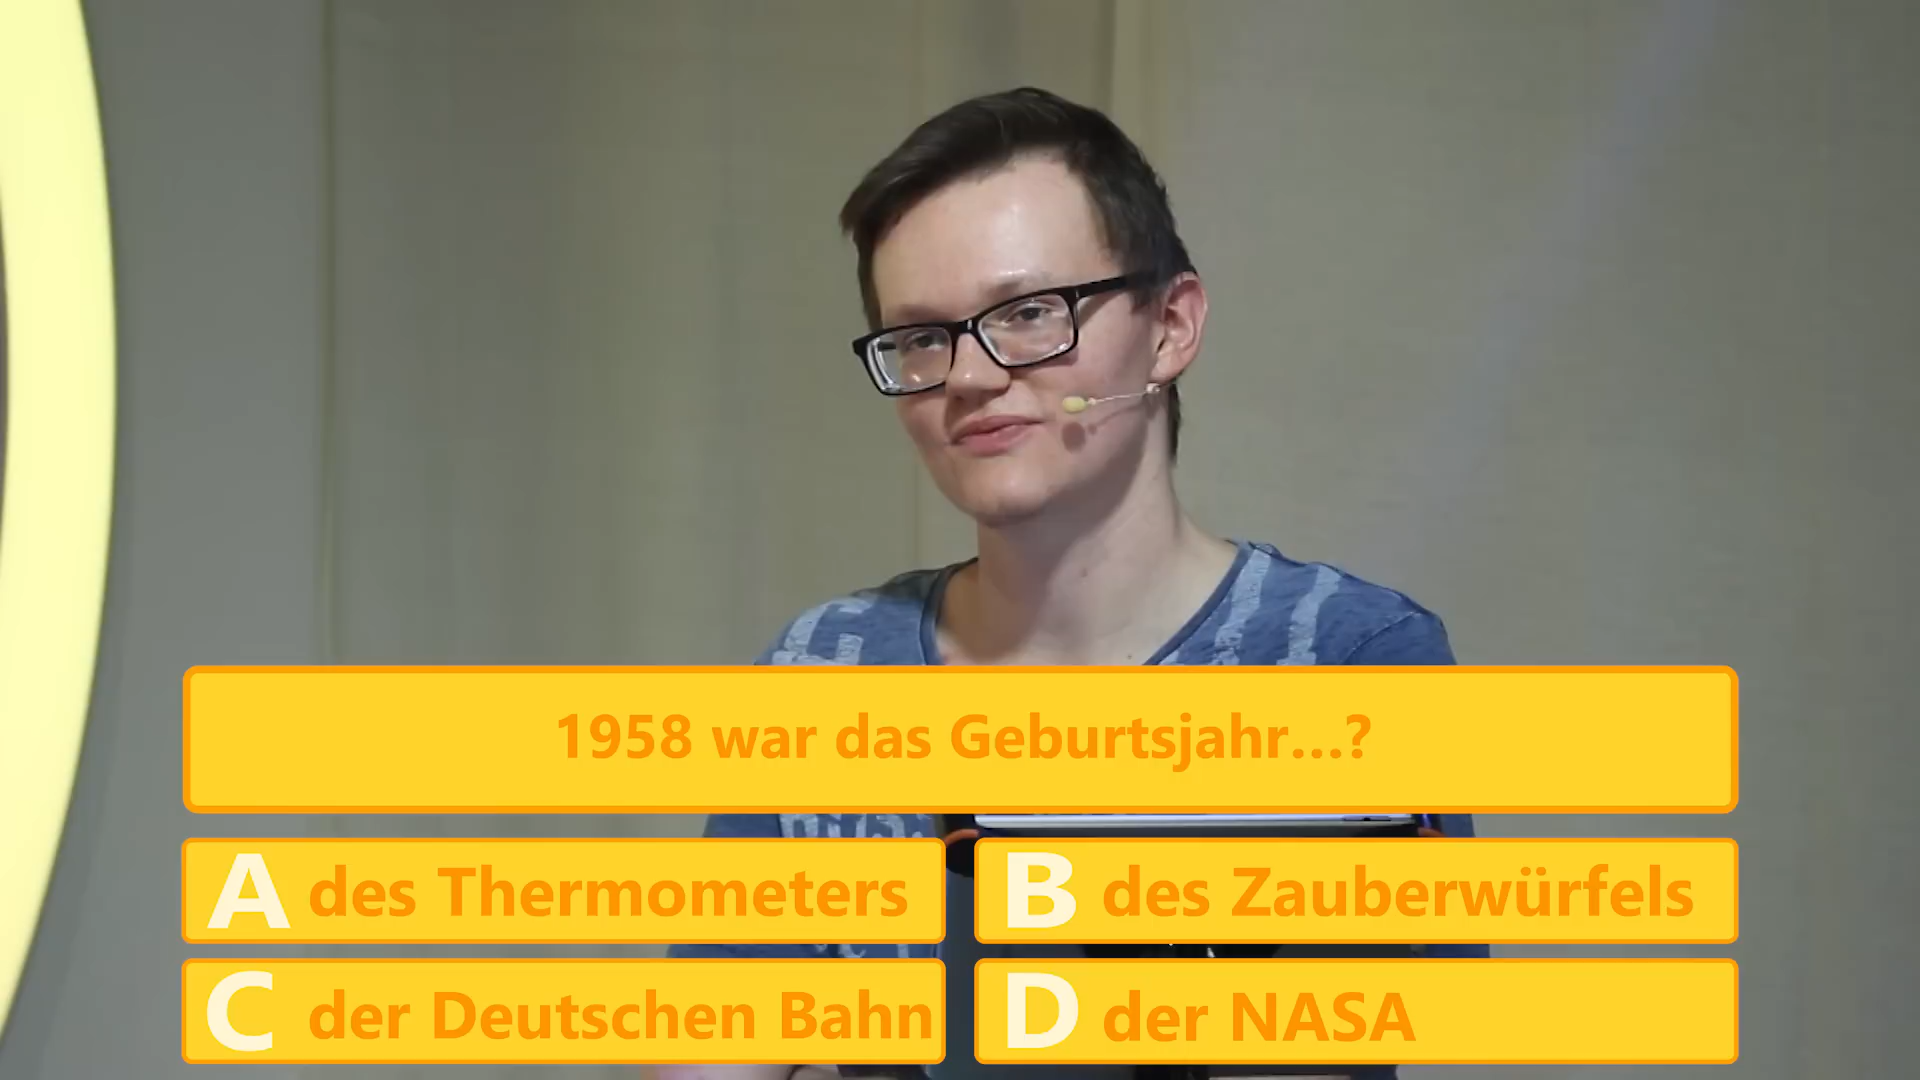 1958 war das Geburtsjahr...?
A des Thermometers
B des Zauberwürfels
C der Deutschen Bahn
D der NASA